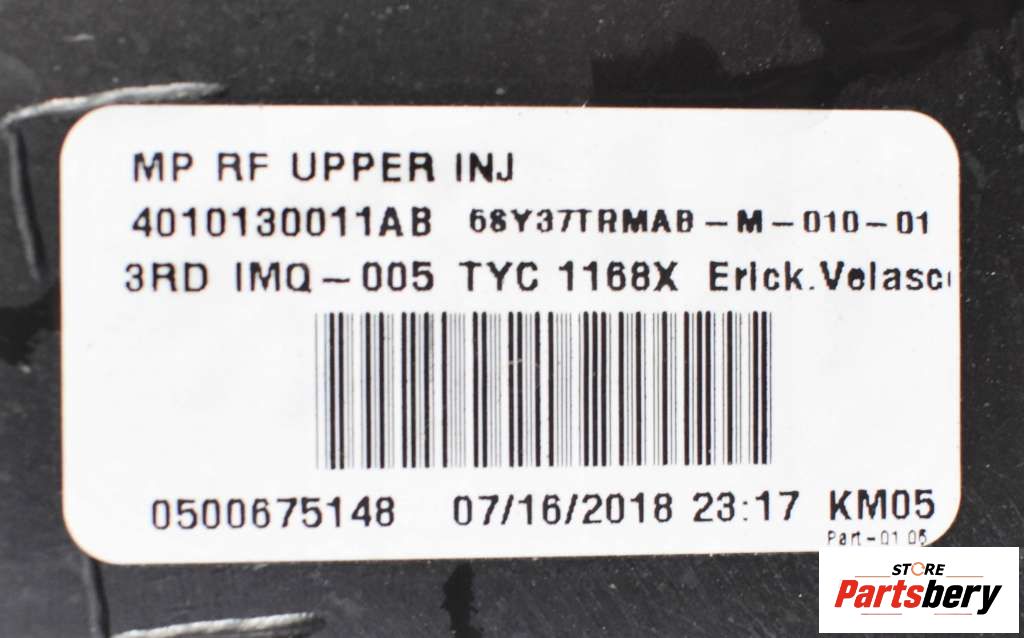 MP RF UPPER INJ
4010130011AB 68Y37TRMAB-M-010-01
3RD IMQ-005 TYC 1168X Erick.Velasc
0500675148 07/16/2018 23:17 KM05
Part-01 06
STORE
Partsbery